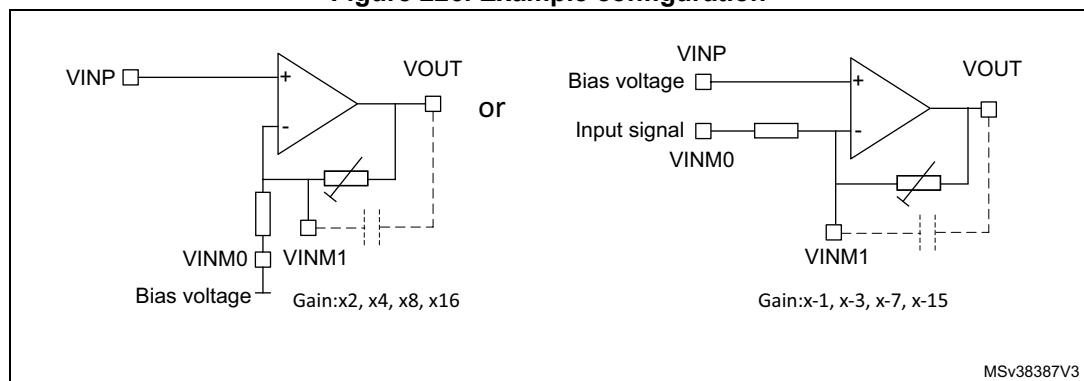 Figure 220. Example configuration
VINP
+
-
VOUT
VINM0
VINM1
Bias voltage
Gain:x2, x4, x8, x16
or
VINP
Bias voltage
Input signal
VINM0
+
-
VOUT
VINM1
Gain:x-1, x-3, x-7, x-15
MSv38387V3